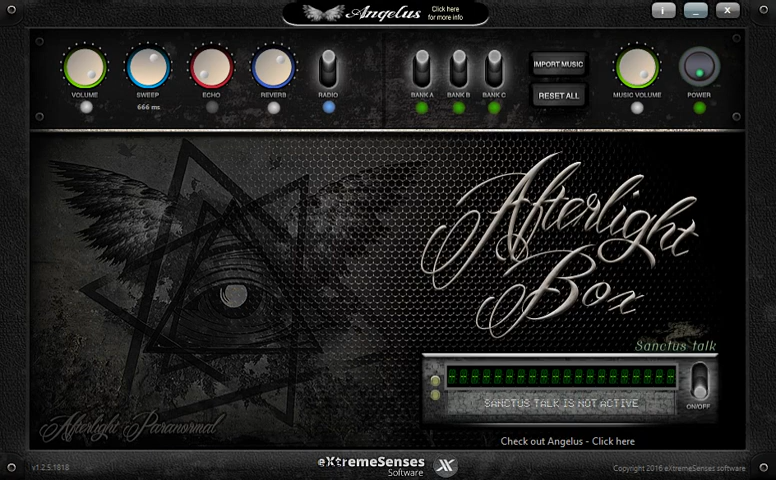 Angelus
Click here
for more info
i _ X
VOLUME SWEEP ECHO REVERB RADIO
666 ms
BANK A BANK B BANK C
IMPORT MUSIC
RESET ALL
MUSIC VOLUME POWER
Afterlight
Box
Sanctus talk
SANCTUS TALK IS NOT ACTIVE
ON/OFF
Afterlight Paranormal
Check out Angelus - Click here
v1.2.5.1818
eXtremeSenses
Software
X
Copyright 2016 eXtremeSenses software